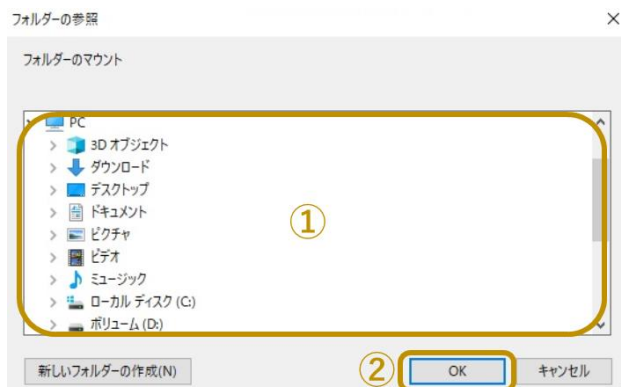 フォルダーの参照
フォルダーのマウント
PC
3D オブジェクト
ダウンロード
デスクトップ
ドキュメント
ピクチャ
ビデオ
ミュージック
ローカル ディスク (C:)
ボリューム (D:)
①
新しいフォルダーの作成(N)
②
OK
キャンセル